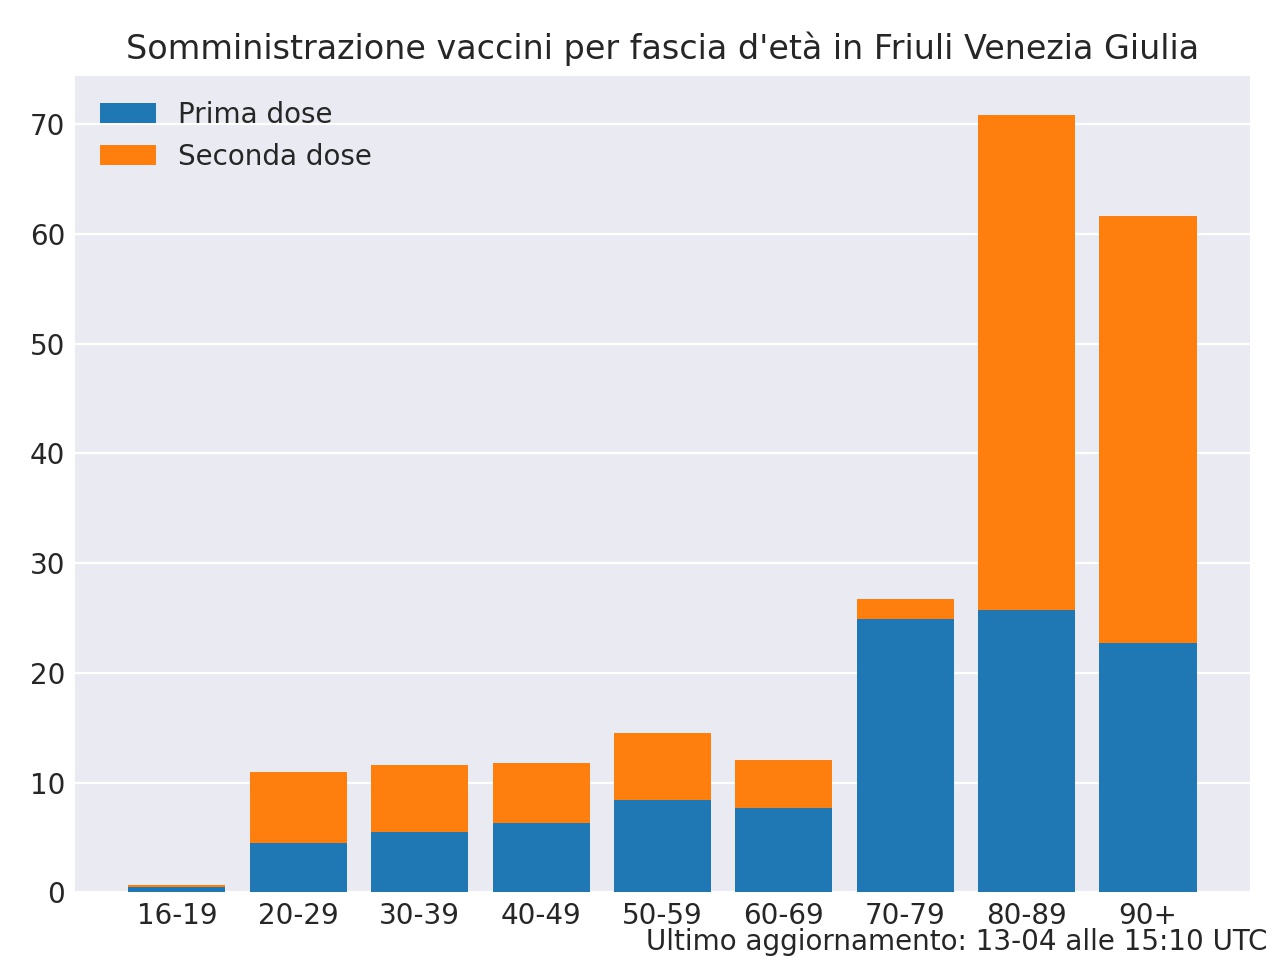 Somministrazione vaccini per fascia d'età in Friuli Venezia Giulia
Prima dose
Seconda dose
70
60
50
40
30
20
10
0
16-19 20-29 30-39 40-49 50-59 60-69 70-79 80-89 90+
Ultimo aggiornamento: 13-04 alle 15:10 UTC